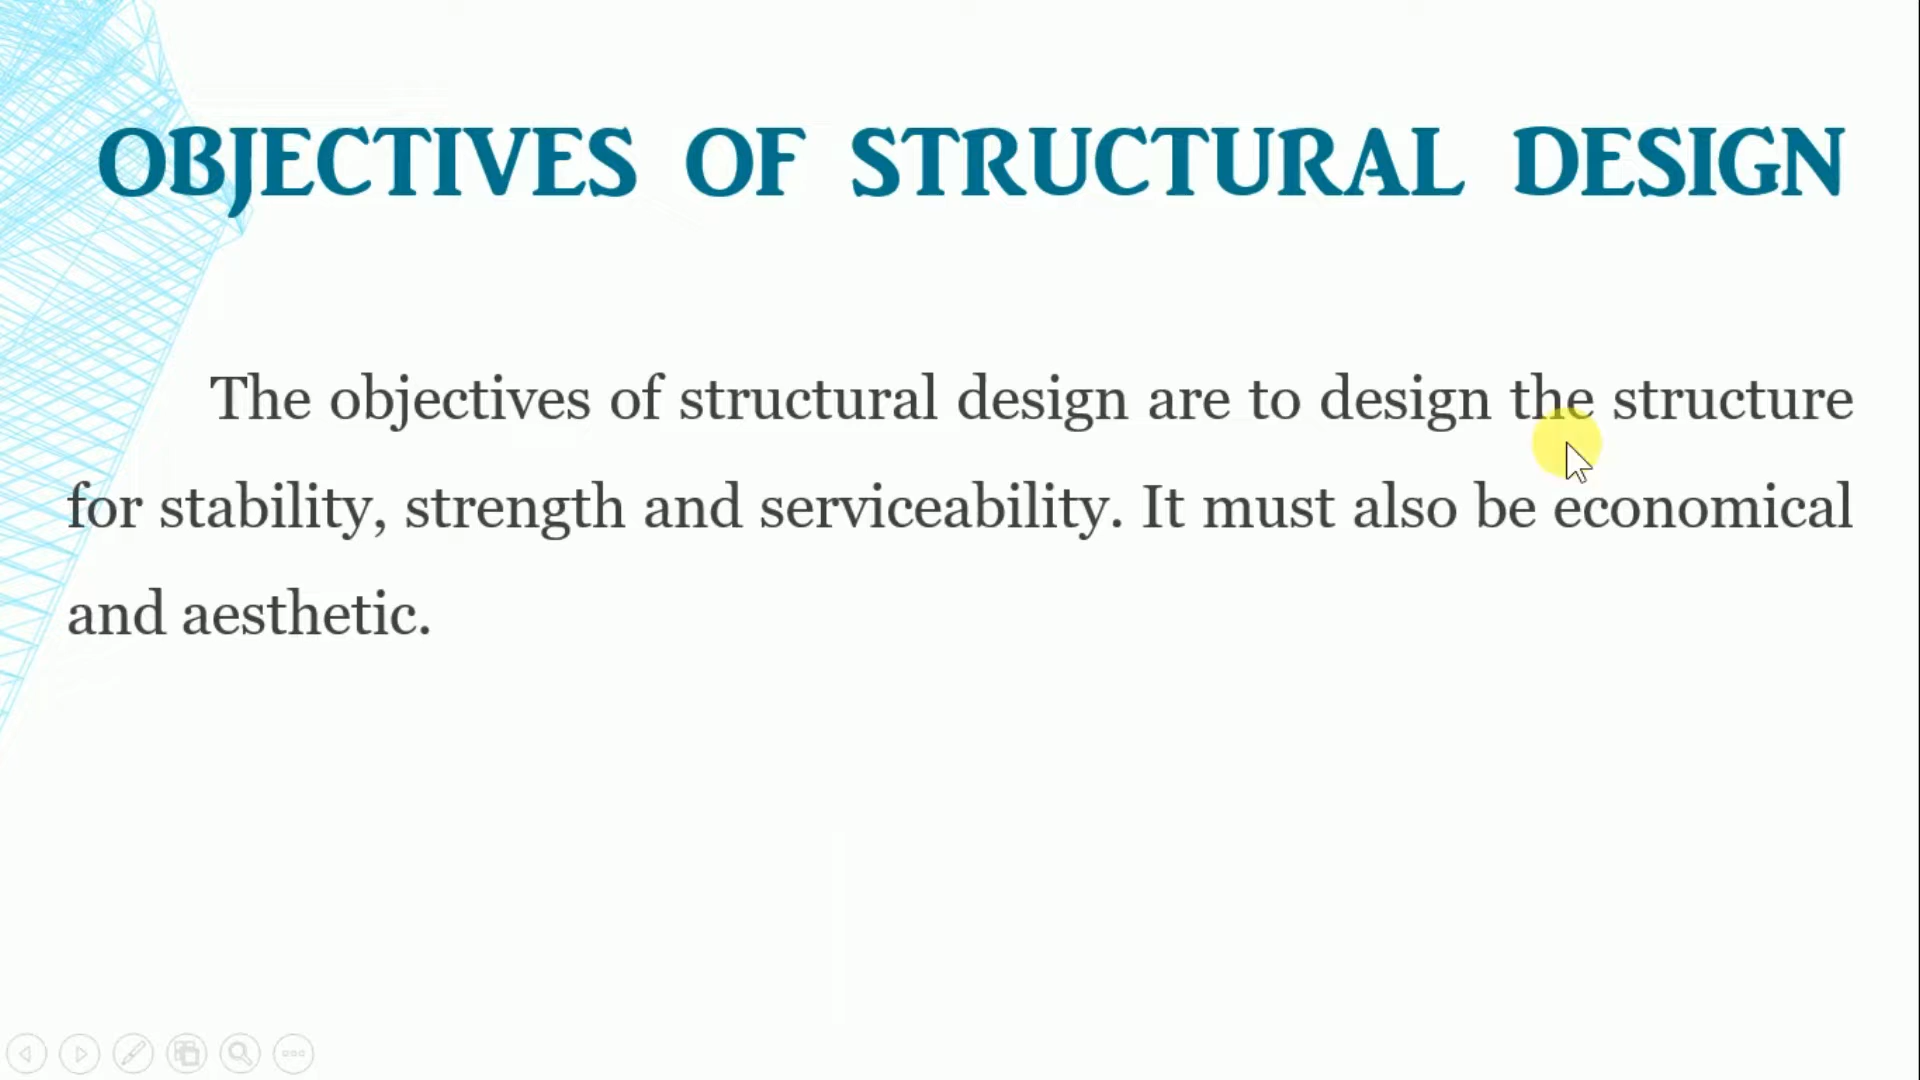 OBJECTIVES OF STRUCTURAL DESIGN
The objectives of structural design are to design the structure
for stability, strength and serviceability. It must also be economical
and aesthetic.